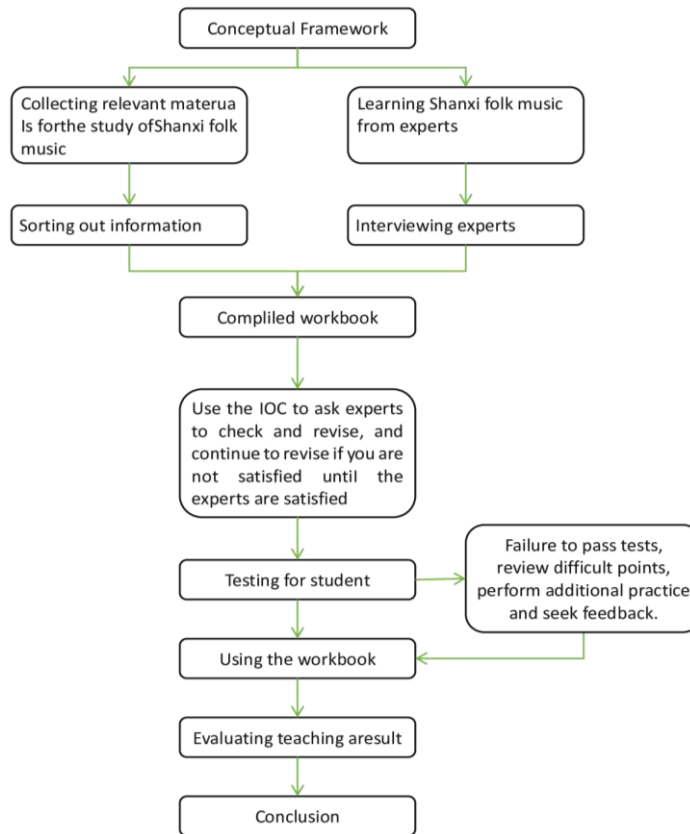 Conceptual Framework
Collecting relevant materua
Is forthe study ofShanxi folk
music
Learning Shanxi folk music
from experts
Sorting out information
Interviewing experts
Compliled workbook
Use the IOC to ask experts
to check and revise, and
continue to revise if you are
not satisfied until the
experts are satisfied
Testing for student
Failure to pass tests,
review difficult points,
perform additional practice
and seek feedback.
Using the workbook
Evaluating teaching aresult
Conclusion